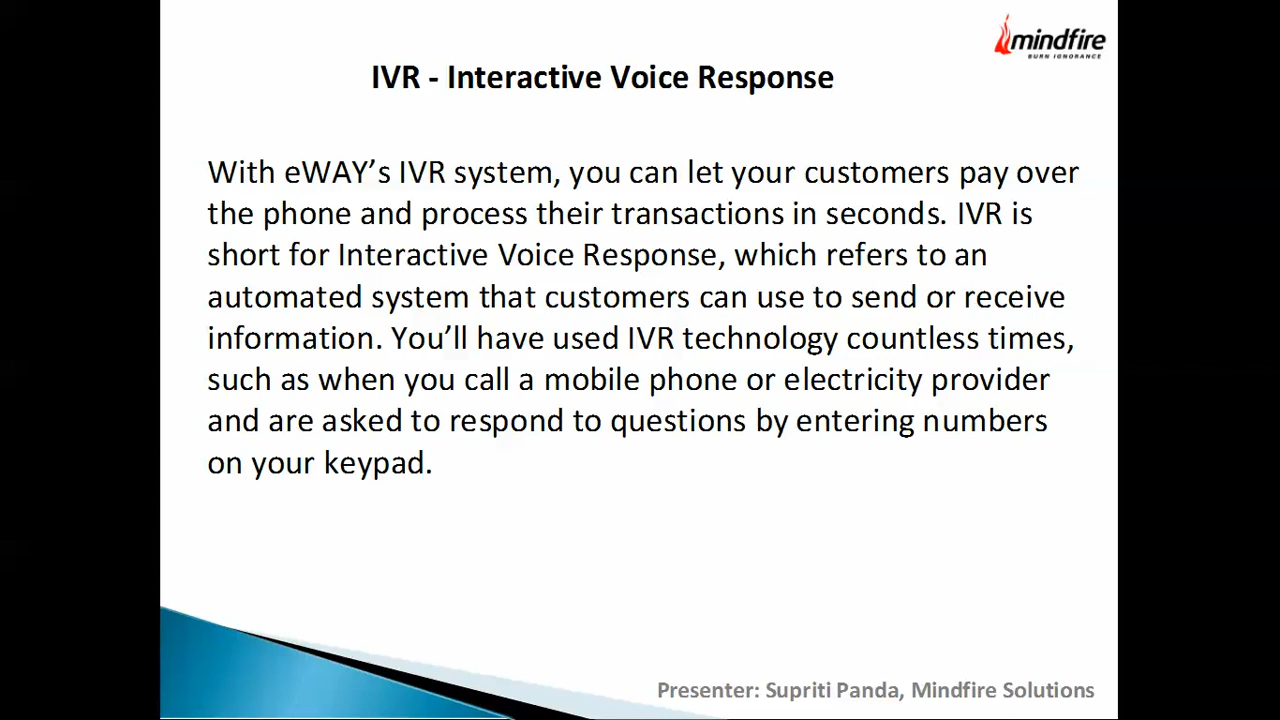 mindfire
BURN IGNORANCE
IVR - Interactive Voice Response
With eWAY’s IVR system, you can let your customers pay over
the phone and process their transactions in seconds. IVR is
short for Interactive Voice Response, which refers to an
automated system that customers can use to send or receive
information. You’ll have used IVR technology countless times,
such as when you call a mobile phone or electricity provider
and are asked to respond to questions by entering numbers
on your keypad.
Presenter: Supriti Panda, Mindfire Solutions